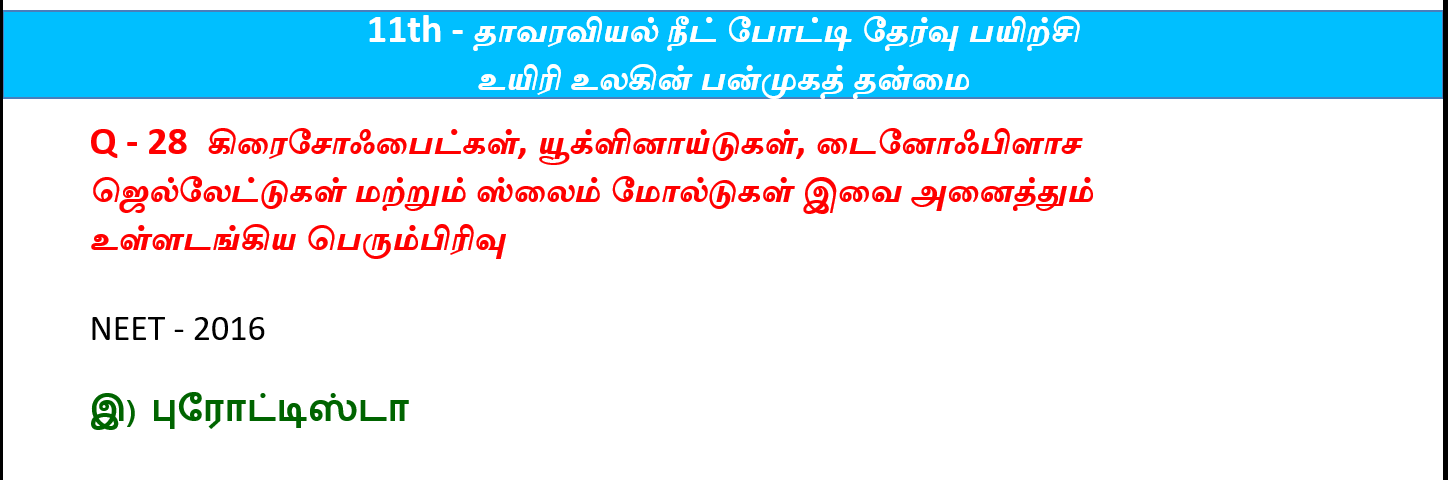 11th - தாவரவியல் நீட் போட்டி தேர்வு பயிற்சி
உயிரி உலகின் பன்முகத் தன்மை
Q - 28 கிரைசோஃபைட்கள், யூக்ளினாய்டுகள், டைனோஃபிளாச
ஜெல்லேட்டுகள் மற்றும் ஸ்லைம் மோல்டுகள் இவை அனைத்தும்
உள்ளடங்கிய பெரும்பிரிவு
NEET - 2016
இ) புரோட்டிஸ்டா